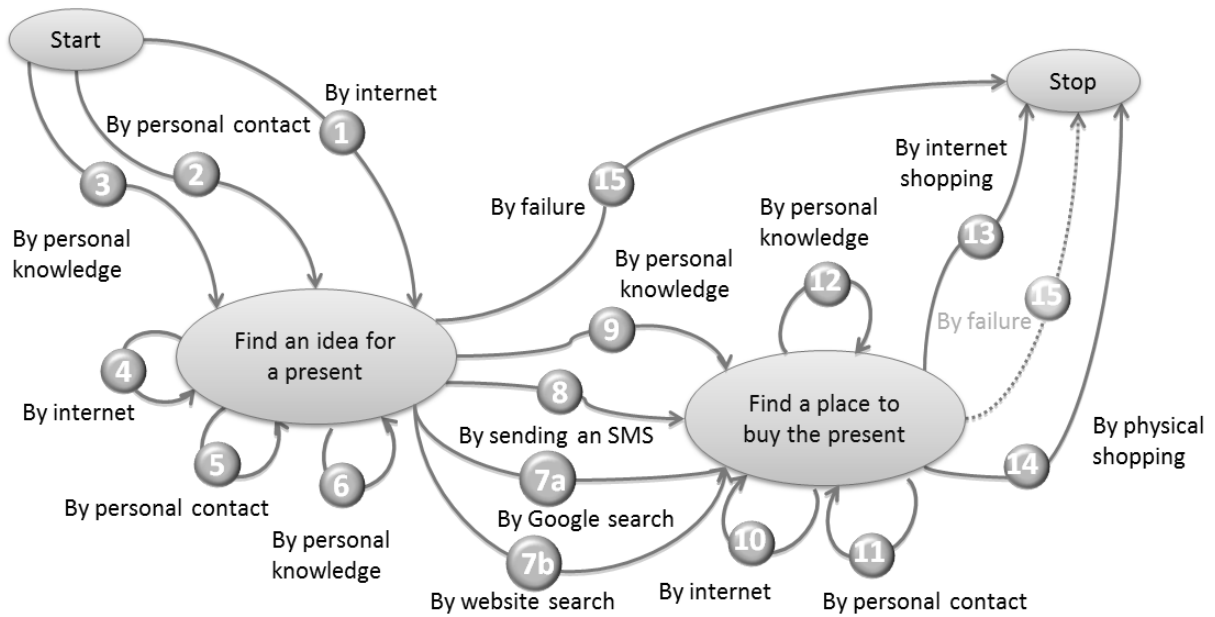 Start
Stop
By internet
1
By personal contact
2
3
By personal
knowledge
15
By failure
By internet
shopping
13
By personal
knowledge
12
By personal
knowledge
9
15
By failure
Find an idea for
a present
4
By internet
8
By sending an SMS
Find a place to
buy the present
By physical
shopping
14
5
By personal contact
6
By personal
knowledge
7a
By Google search
7b
By website search
10
By internet
11
By personal contact